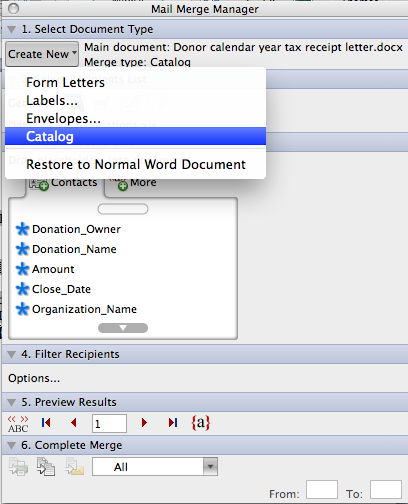 Mail Merge Manager
1. Select Document Type
Create New
Main document: Donor calendar year tax receipt letter.docx
Merge type: Catalog
Form Letters
Labels...
Envelopes...
Catalog
Restore to Normal Word Document
Contacts
More
Donation_Owner
Donation_Name
Amount
Close_Date
Organization_Name
4. Filter Recipients
Options...
5. Preview Results
« »
ABC
1
{a}
6. Complete Merge
All
From:
To: